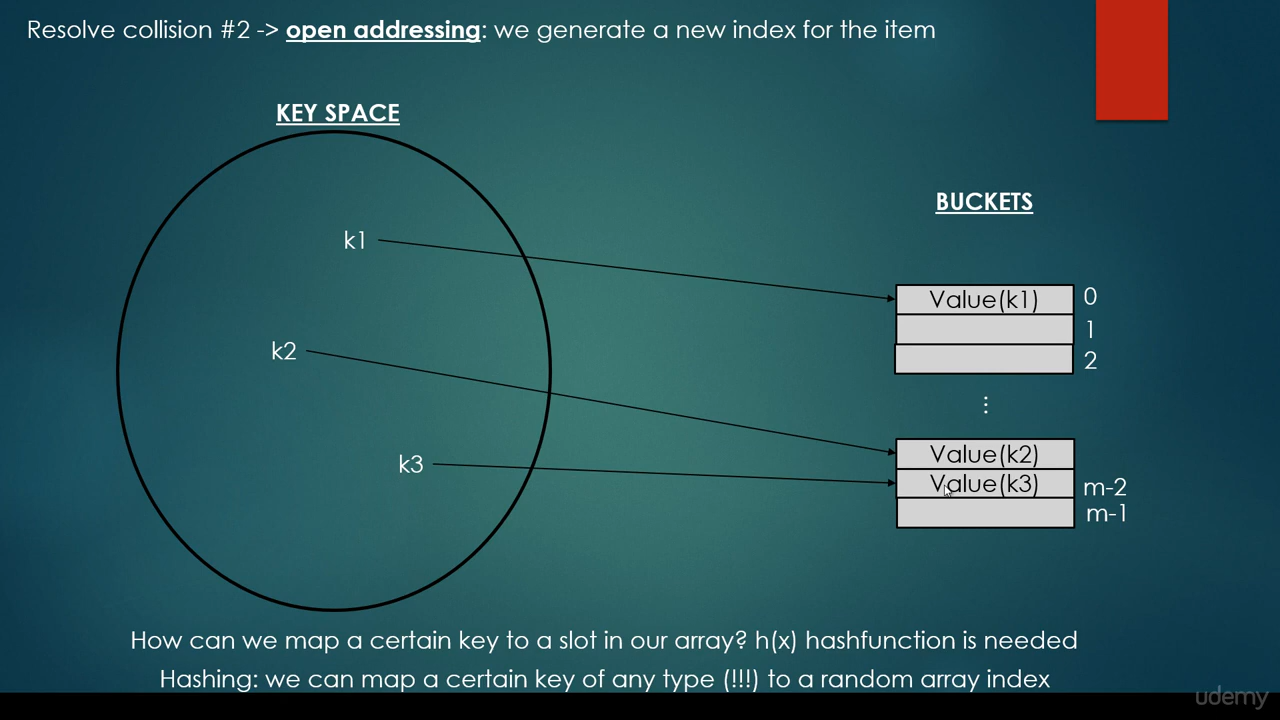 Resolve collision #2 -> open addressing: we generate a new index for the item
KEY SPACE
BUCKETS
k1
k2
k3
Value(k1) 0
1
2
⋮
Value(k2)
Value(k3) m-2
m-1
How can we map a certain key to a slot in our array? h(x) hashfunction is needed
Hashing: we can map a certain key of any type (!!!) to a random array index
udemy